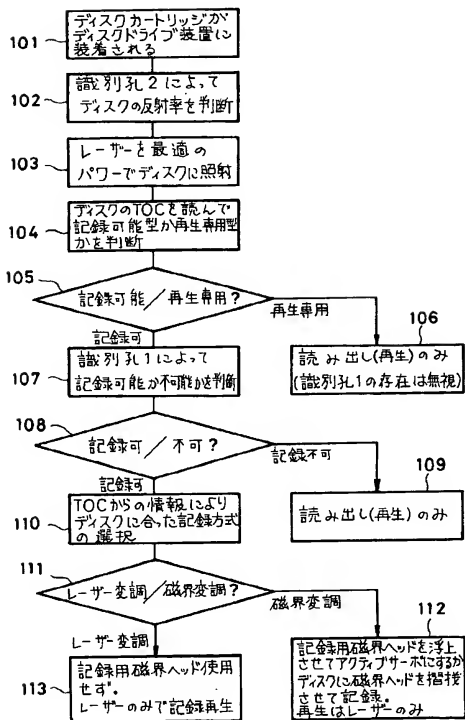 101
ディスクカートリッジが
ディスクドライブ装置に
装着される
102
識別孔2によって
ディスクの反射率を判断
103
レーザーを最適の
パワーでディスクに照射
104
ディスクのTOCを読んで
記録可能型か再生専用型
かを判断
105
記録可能/再生専用?
再生専用
記録可
106
読み出し(再生)のみ
(識別孔1の存在は無視)
107
識別孔1によって
記録可能か不可能かを判断
108
記録可/不可?
記録不可
記録可
109
読み出し(再生)のみ
110
TOCからの情報により
ディスクに合った記録方式
の選択
111
レーザー変調/磁界変調?
磁界変調
レーザー変調
112
記録用磁界ヘッドを浮上
させてアクティブサーボにするか
ディスクに磁界ヘッドを摺接
させて記録。
再生はレーザーのみ
113
記録用磁界ヘッド使用
せず。
レーザーのみで記録再生